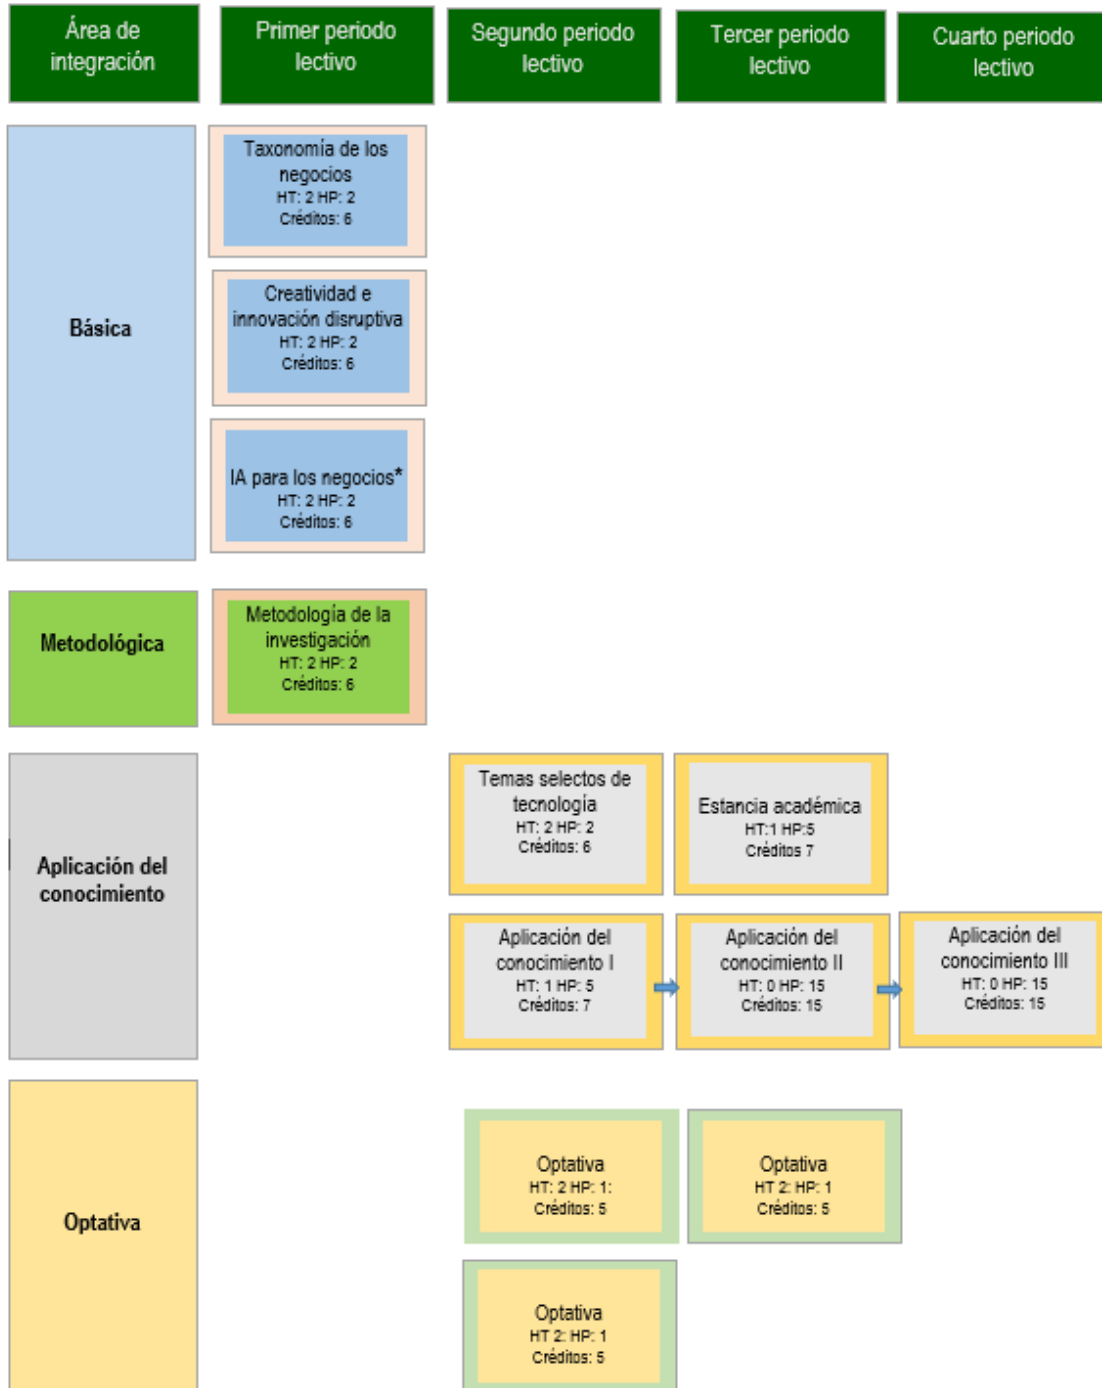 Área de
integración
Primer periodo
lectivo
Segundo periodo
lectivo
Tercer periodo
lectivo
Cuarto periodo
lectivo
Básica
Taxonomía de los
negocios
HT: 2 HP: 2
Créditos: 6
Creatividad e
innovación disruptiva
HT: 2 HP: 2
Créditos: 6
IA para los negocios*
HT: 2 HP: 2
Créditos: 6
Metodológica
Metodología de la
investigación
HT: 2 HP: 2
Créditos: 6
Aplicación del
conocimiento
Temas selectos de
tecnología
HT: 2 HP: 2
Créditos: 6
Estancia académica
HT:1 HP:5
Créditos 7
Aplicación del
conocimiento I
HT: 1 HP: 5
Créditos: 7
Aplicación del
conocimiento II
HT: 0 HP: 15
Créditos: 15
Aplicación del
conocimiento III
HT: 0 HP: 15
Créditos: 15
Optativa
Optativa
HT: 2 HP: 1:
Créditos: 5
Optativa
HT 2: HP: 1
Créditos: 5
Optativa
HT 2: HP: 1
Créditos: 5